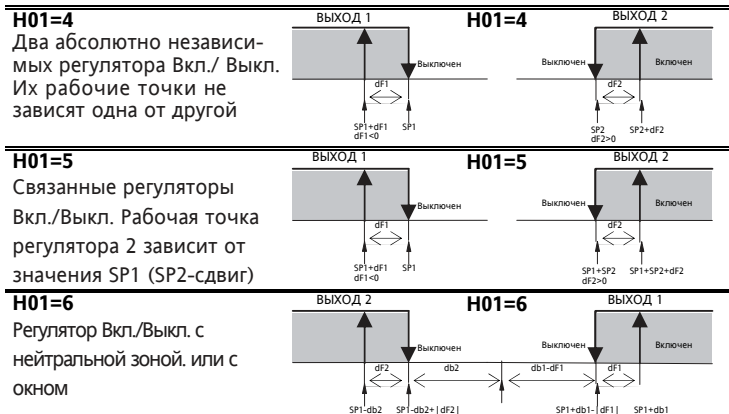 H01=4
Два абсолютно независи-
мых регулятора Вкл./ Выкл.
Их рабочие точки не
зависят одна от другой
ВЫХОД 1
H01=4
ВЫХОД 2
Выключен
Выключен
Включен
dF1
dF2
SP1+dF1
dF1<0
SP1
SP2
dF2>0
SP2+dF2
H01=5
Связанные регуляторы
Вкл./Выкл. Рабочая точка
регулятора 2 зависит от
значения SP1 (SP2-сдвиг)
ВЫХОД 1
H01=5
ВЫХОД 2
Выключен
Выключен
Включен
dF1
dF2
SP1+dF1
dF1<0
SP1
SP1+SP2
dF2>0
SP1+SP2+dF2
H01=6
Регулятор Вкл./Выкл. с
нейтральной зоной. или с
окном
ВЫХОД 2
H01=6
ВЫХОД 1
Выключен
Выключен
Включен
dF2
db2
db1-dF1
dF1
SP1-db2
SP1-db2+|dF2|
SP1+db1-|dF1|
SP1+db1